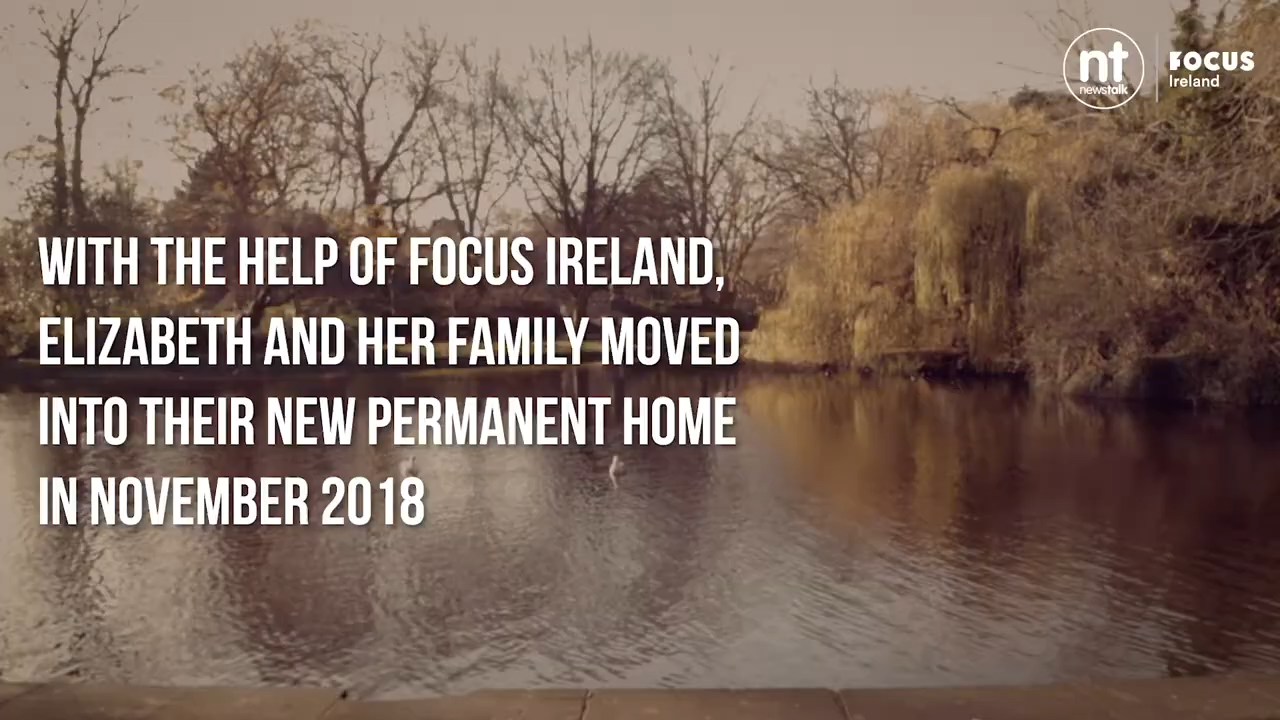 nt
newstalk
FOCUS
Ireland
WITH THE HELP OF FOCUS IRELAND,
ELIZABETH AND HER FAMILY MOVED
INTO THEIR NEW PERMANENT HOME
IN NOVEMBER 2018